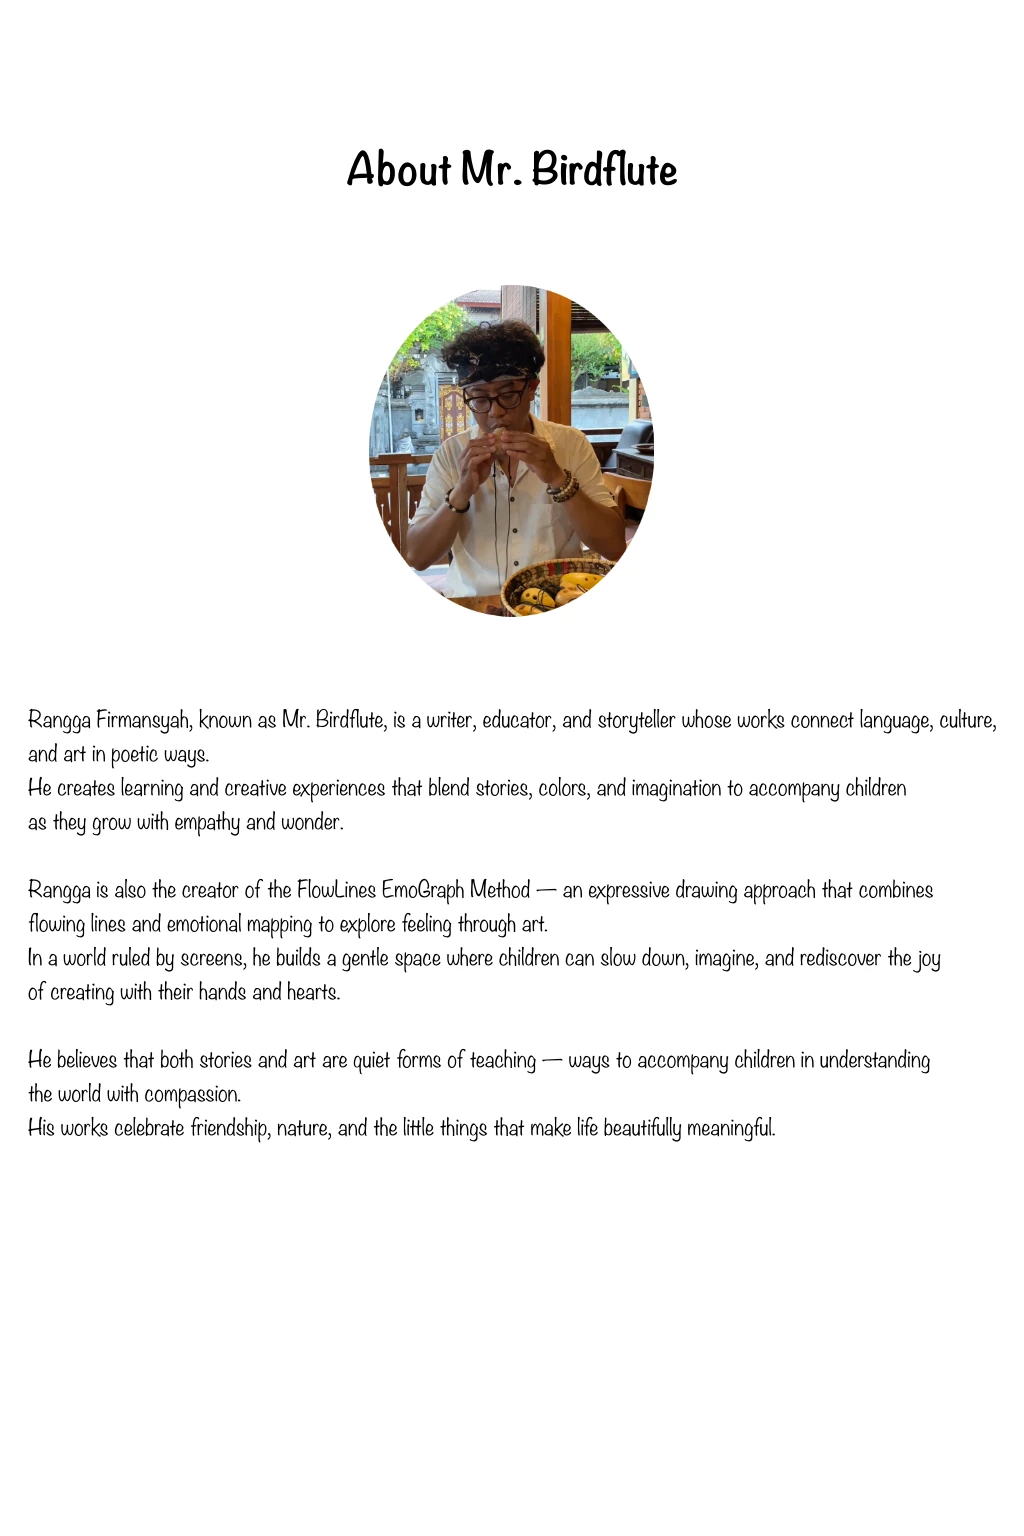 About Mr. Birdflute
Rangga Firmansyah, known as Mr. Birdflute, is a writer, educator, and storyteller whose works connect language, culture,
and art in poetic ways.
He creates learning and creative experiences that blend stories, colors, and imagination to accompany children
as they grow with empathy and wonder.
Rangga is also the creator of the FlowLines EmoGraph Method — an expressive drawing approach that combines
flowing lines and emotional mapping to explore feeling through art.
In a world ruled by screens, he builds a gentle space where children can slow down, imagine, and rediscover the joy
of creating with their hands and hearts.
He believes that both stories and art are quiet forms of teaching — ways to accompany children in understanding
the world with compassion.
His works celebrate friendship, nature, and the little things that make life beautifully meaningful.